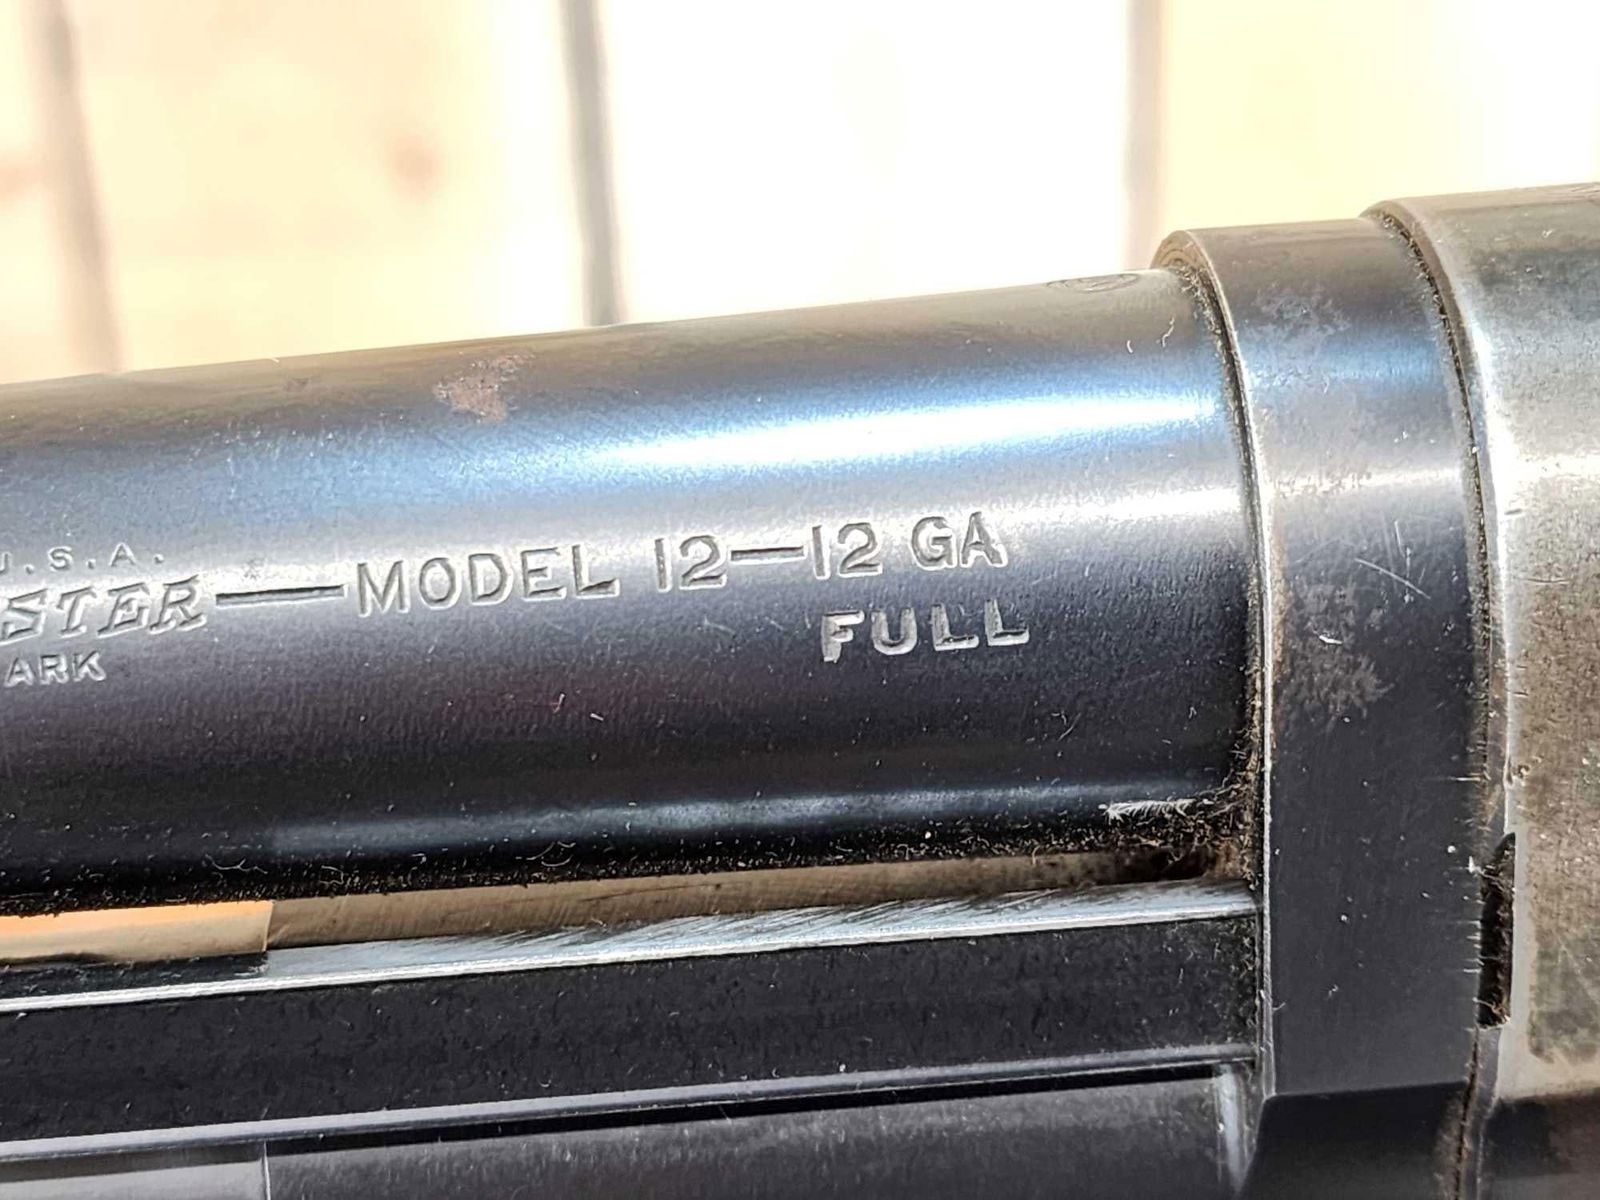 U.S.A.
STER—MODEL 12—12 GA
ARK
FULL